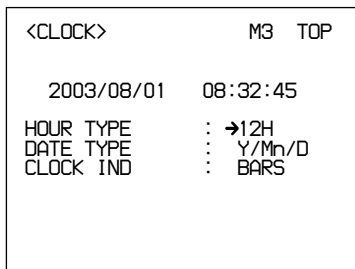 <CLOCK> M3 TOP
2003/08/01 08:32:45
HOUR TYPE : →12H
DATE TYPE : Y/Mn/D
CLOCK IND : BARS